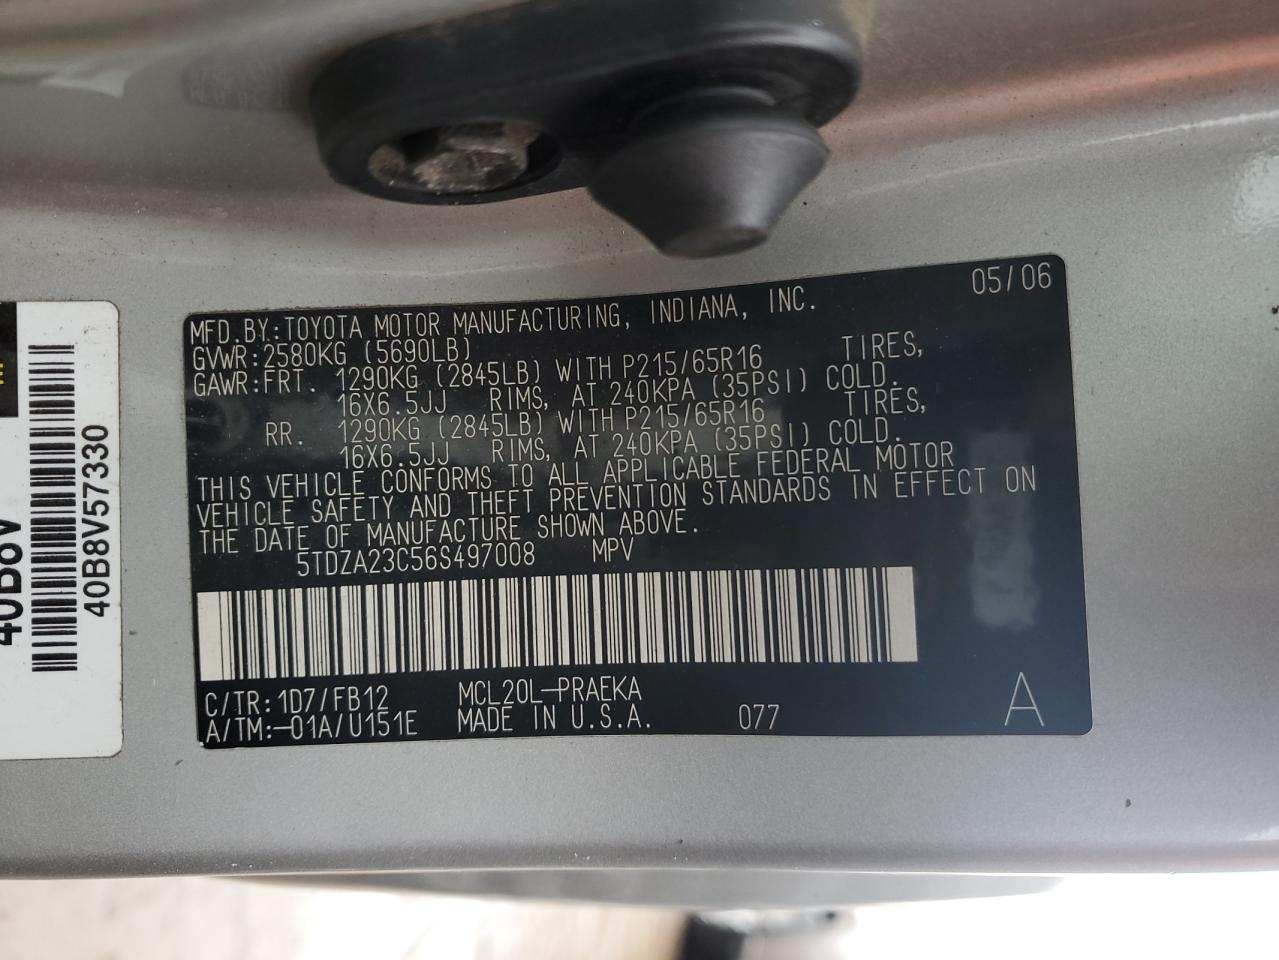 05/06
MFD.BY:TOYOTA MOTOR MANUFACTURING, INDIANA, INC.
GVWR:2580KG (5690LB)
GAWR:FRT. 1290KG (2845LB) WITH P215/65R16 TIRES,
16X6.5JJ RIMS, AT 240KPA (35PSI) COLD.
RR. 1290KG (2845LB) WITH P215/65R16 TIRES,
16X6.5JJ RIMS, AT 240KPA (35PSI) COLD.
THIS VEHICLE CONFORMS TO ALL APPLICABLE FEDERAL MOTOR
VEHICLE SAFETY AND THEFT PREVENTION STANDARDS IN EFFECT ON
THE DATE OF MANUFACTURE SHOWN ABOVE.
5TDZA23C56S497008 MPV
C/TR:1D7/FB12 MCL20L-PRAEKA
A/TM:-01A/U151E MADE IN U.S.A. 077 A
40B8V
40B8V57330